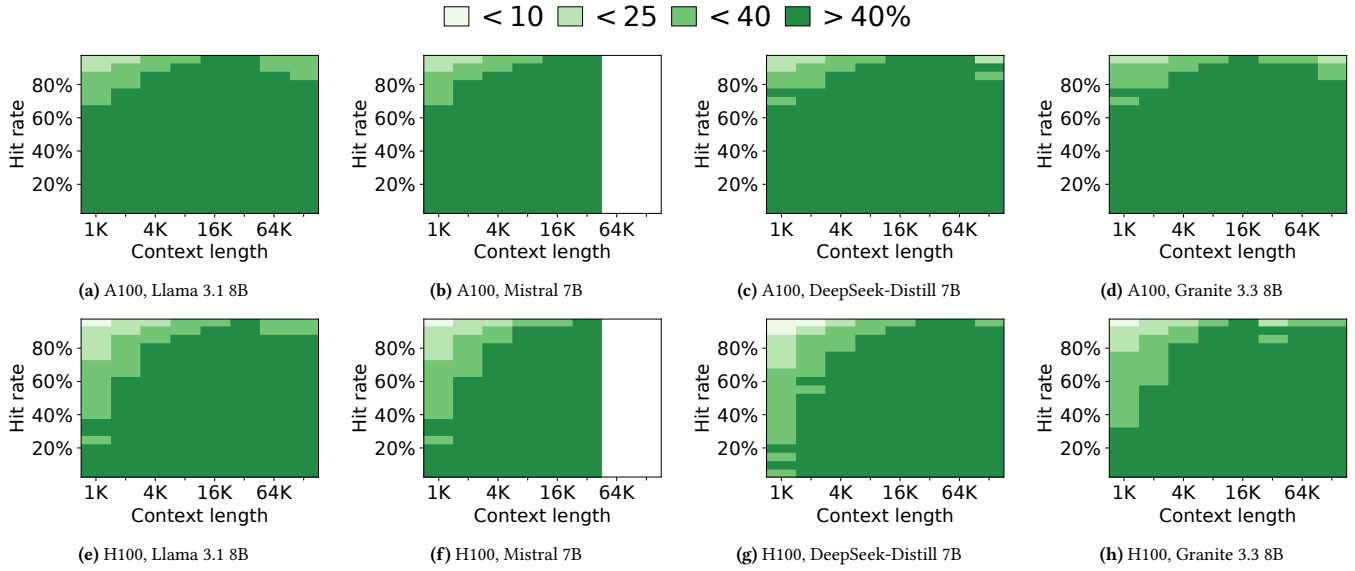 < 10 < 25 < 40 > 40%
80%
60%
40%
20%
Hit rate
1K 4K 16K 64K
Context length
(a) A100, Llama 3.1 8B
80%
60%
40%
20%
Hit rate
1K 4K 16K 64K
Context length
(b) A100, Mistral 7B
80%
60%
40%
20%
Hit rate
1K 4K 16K 64K
Context length
(c) A100, DeepSeek-Distill 7B
80%
60%
40%
20%
Hit rate
1K 4K 16K 64K
Context length
(d) A100, Granite 3.3 8B
80%
60%
40%
20%
Hit rate
1K 4K 16K 64K
Context length
(e) H100, Llama 3.1 8B
80%
60%
40%
20%
Hit rate
1K 4K 16K 64K
Context length
(f) H100, Mistral 7B
80%
60%
40%
20%
Hit rate
1K 4K 16K 64K
Context length
(g) H100, DeepSeek-Distill 7B
80%
60%
40%
20%
Hit rate
1K 4K 16K 64K
Context length
(h) H100, Granite 3.3 8B